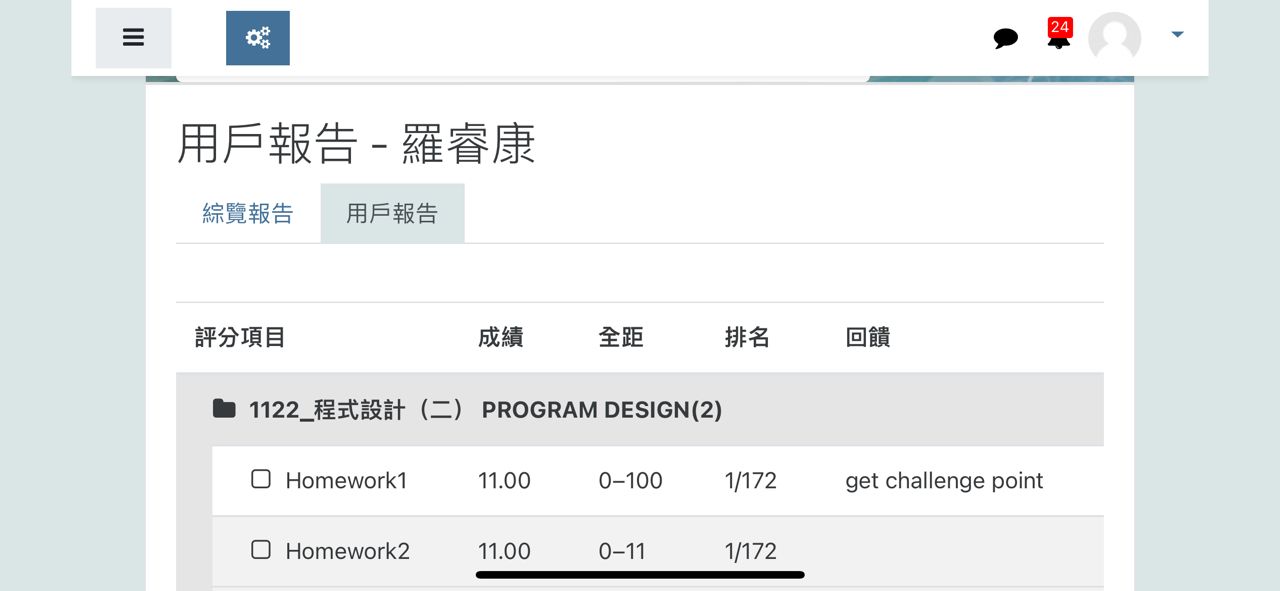 24
用戶報告 - 羅睿康
綜覽報告 用戶報告
評分項目 成績 全距 排名 回饋
1122_程式設計（二） PROGRAM DESIGN(2)
Homework1 11.00 0–100 1/172 get challenge point
Homework2 11.00 0–11 1/172